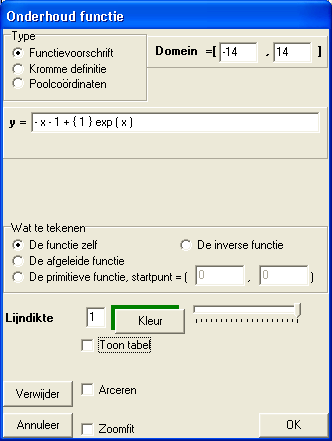 Onderhoud functie
Type
Functievoorschrift
Kromme definitie
Poolcoördinaten
Domein =[ -14 , 14 ]
y = - x - 1 + { 1 } exp ( x )
Wat te tekenen
De functie zelf
De inverse functie
De afgeleide functie
De primitieve functie, startpunt = ( 0 , 0 )
Lijndikte 1 Kleur
Toon tabel
Verwijder
Arceren
Annuleer
Zoomfit
OK